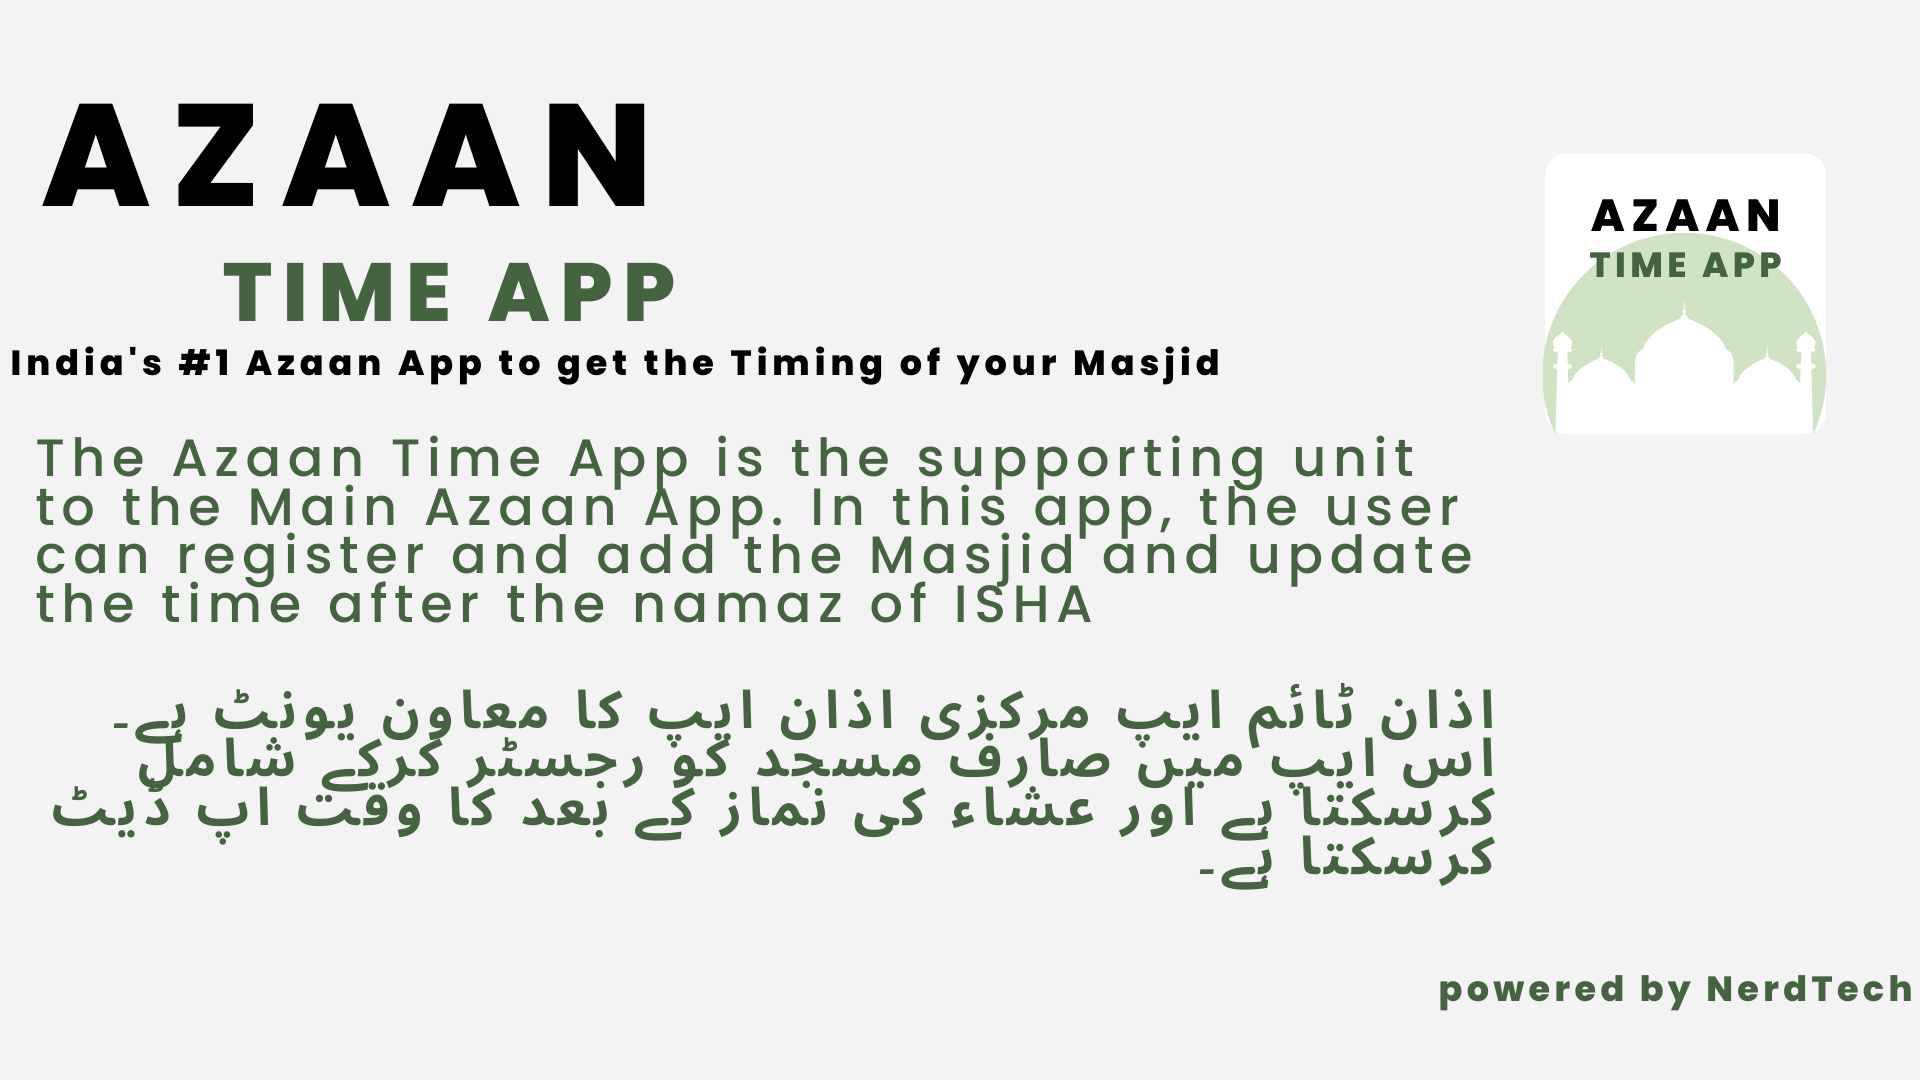 AZAAN
TIME APP
India's #1 Azaan App to get the Timing of your Masjid
AZAAN
TIME APP
The Azaan Time App is the supporting unit
to the Main Azaan App. In this app, the user
can register and add the Masjid and update
the time after the namaz of ISHA
اذان ٹائم ایپ مرکزی اذان ایپ کا معاون یونٹ ہے۔
اس ایپ میں صارف مسجد کو رجسٹر کرکے شامل
کرسکتا ہے اور عشاء کی نماز کے بعد کا وقت اپ ڈیٹ
کرسکتا ہے۔
powered by NerdTech